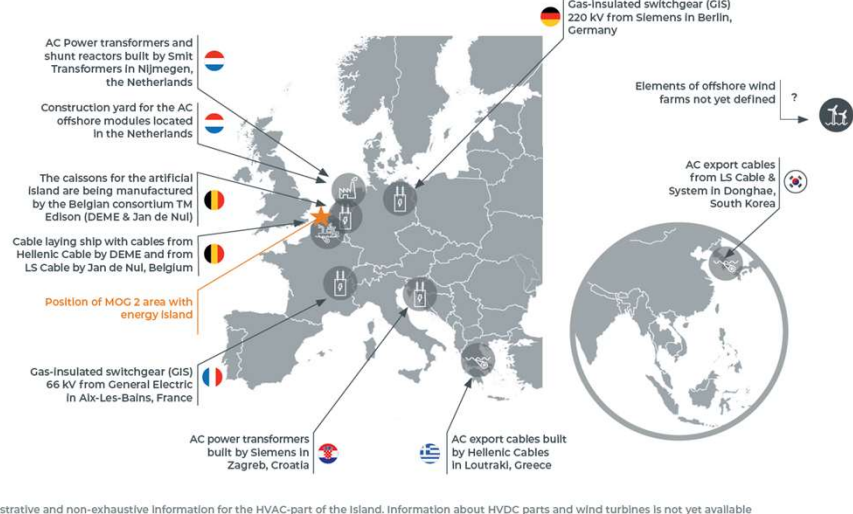 Gas-insulated switchgear (GIS)
220 kV from Siemens in Berlin,
Germany
AC Power transformers and
shunt reactors built by Smit
Transformers in Nijmegen,
the Netherlands
Construction yard for the AC
offshore modules located
in the Netherlands
The caissons for the artificial
island are being manufactured
by the Belgian consortium TM
Edison (DEME & Jan de Nul)
Cable laying ship with cables from
Hellenic Cable by DEME and from
LS Cable by Jan de Nul, Belgium
Position of MOG 2 area with
energy island
Gas-insulated switchgear (GIS)
66 kV from General Electric
in Aix-Les-Bains, France
AC power transformers
built by Siemens in
Zagreb, Croatia
AC export cables built
by Hellenic Cables
in Loutraki, Greece
Elements of offshore wind
farms not yet defined
?
AC export cables
from LS Cable &
System in Donghae,
South Korea
strative and non-exhaustive information for the HVAC-part of the Island. Information about HVDC parts and wind turbines is not yet available